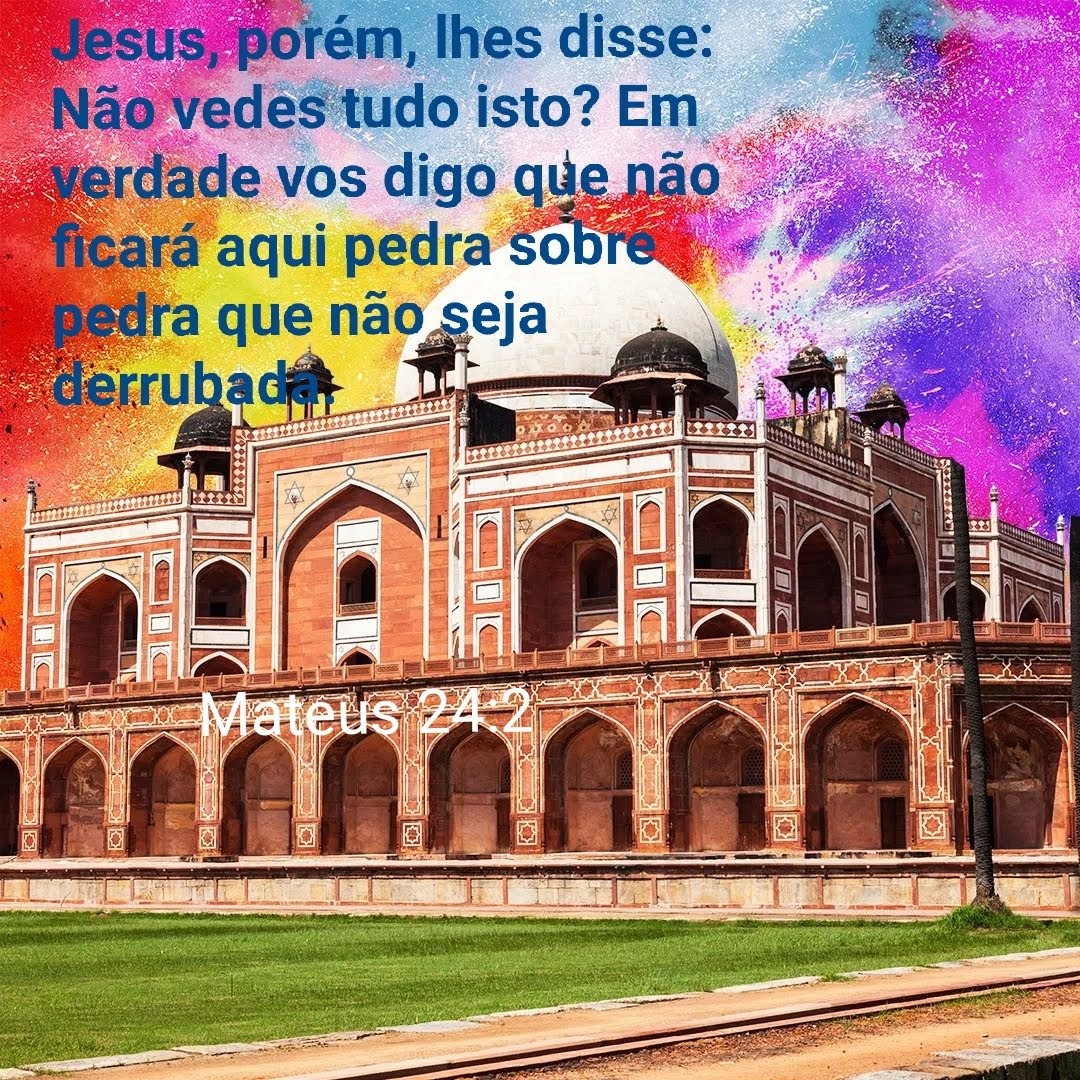 Jesus, porém, lhes disse:
Não vedes tudo isto? Em
verdade vos digo que não
ficará aqui pedra sobre
pedra que não seja
derrubada.
Mateus 24:2